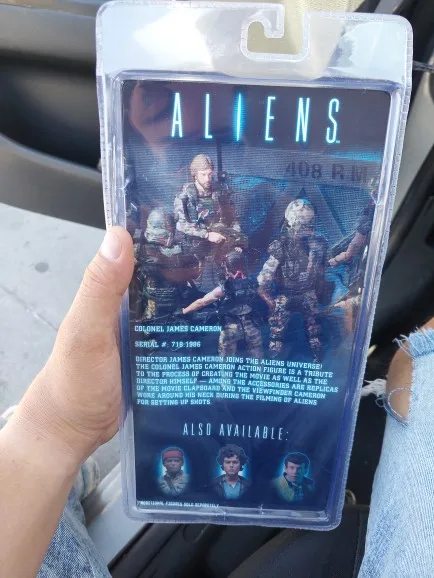 ALIENS™
408 R.M
COLONEL JAMES CAMERON
SERIAL #: 718-1986
DIRECTOR JAMES CAMERON JOINS THE ALIENS UNIVERSE!
THE COLONEL JAMES CAMERON ACTION FIGURE IS A TRIBUTE
TO THE PROCESS OF CREATING THE MOVIE AS WELL AS THE
DIRECTOR HIMSELF — AMONG THE ACCESSORIES ARE REPLICAS
OF THE MOVIE CLAPBOARD AND THE VIEWFINDER CAMERON
WORE AROUND HIS NECK DURING THE FILMING OF ALIENS
FOR SETTING UP SHOTS.
ALSO AVAILABLE:
*ADDITIONAL FIGURES SOLD SEPARATELY